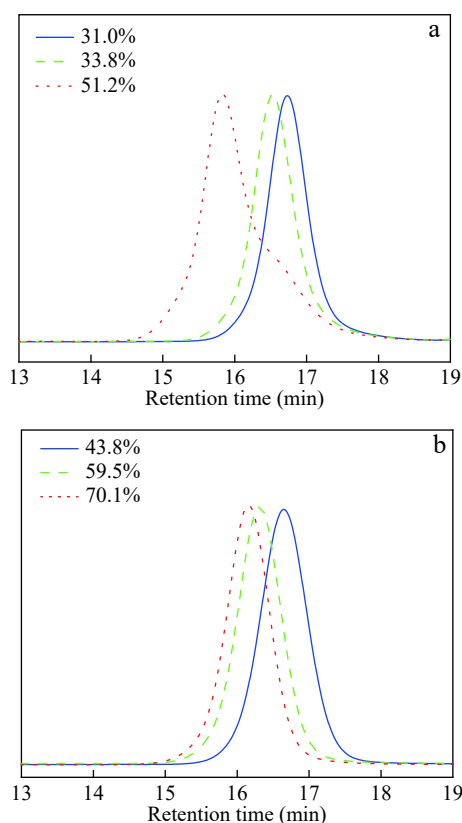 a
31.0%
33.8%
51.2%
13 14 15 16 17 18 19
Retention time (min)
b
43.8%
59.5%
70.1%
13 14 15 16 17 18 19
Retention time (min)